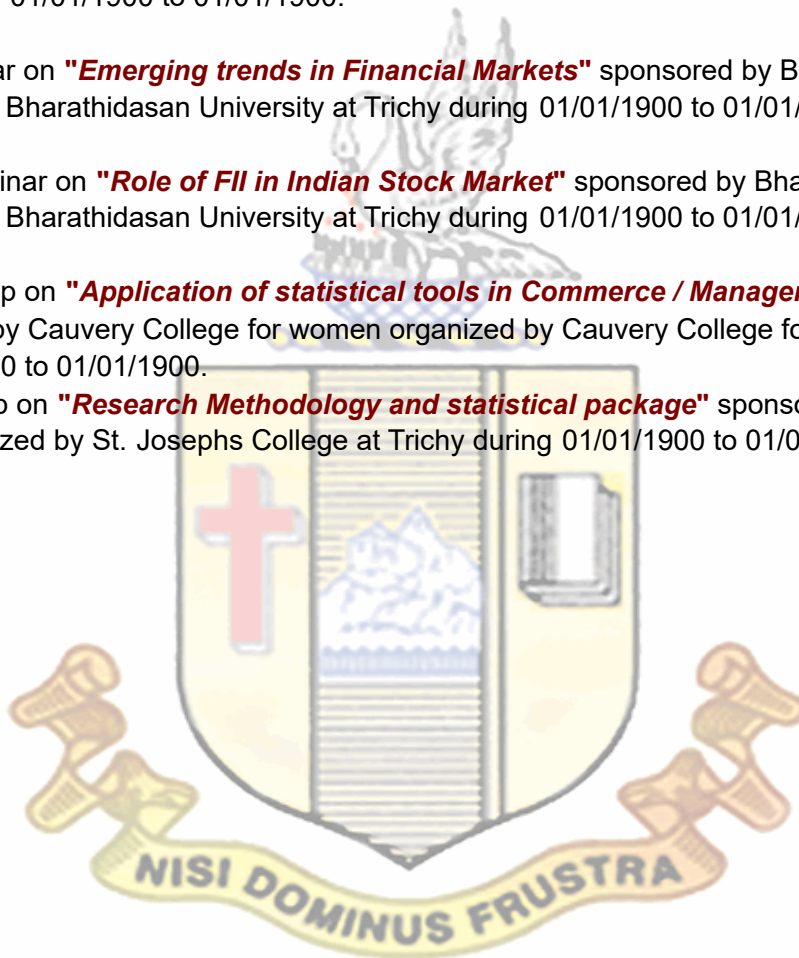 01/01/1900 to 01/01/1900.
ar on "Emerging trends in Financial Markets" sponsored by B
Bharathidasan University at Trichy during 01/01/1900 to 01/01/
inar on "Role of FII in Indian Stock Market" sponsored by Bha
Bharathidasan University at Trichy during 01/01/1900 to 01/01/
p on "Application of statistical tools in Commerce / Manager
by Cauvery College for women organized by Cauvery College fo
0 to 01/01/1900.
o on "Research Methodology and statistical package" sponso
zed by St. Josephs College at Trichy during 01/01/1900 to 01/0
NISI DOMINUS FRUSTRA